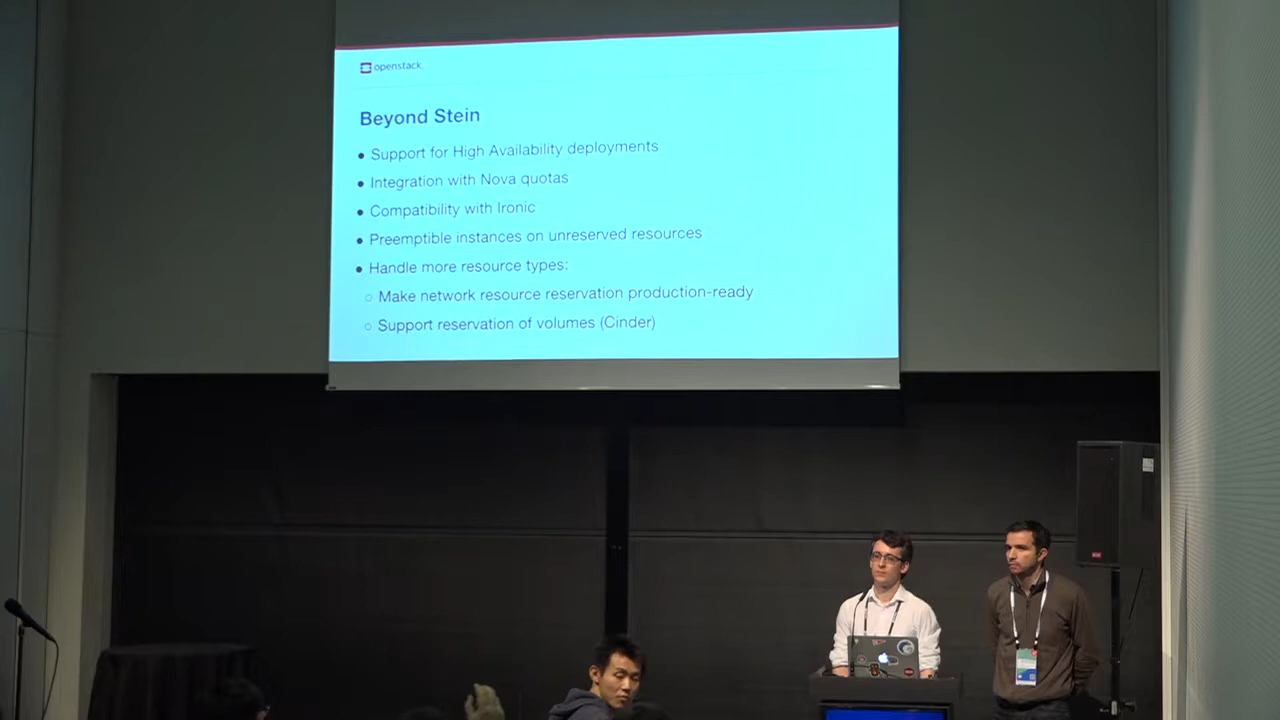 openstack.
Beyond Stein
● Support for High Availability deployments
● Integration with Nova quotas
● Compatibility with Ironic
● Preemptible instances on unreserved resources
● Handle more resource types:
○ Make network resource reservation production-ready
○ Support reservation of volumes (Cinder)